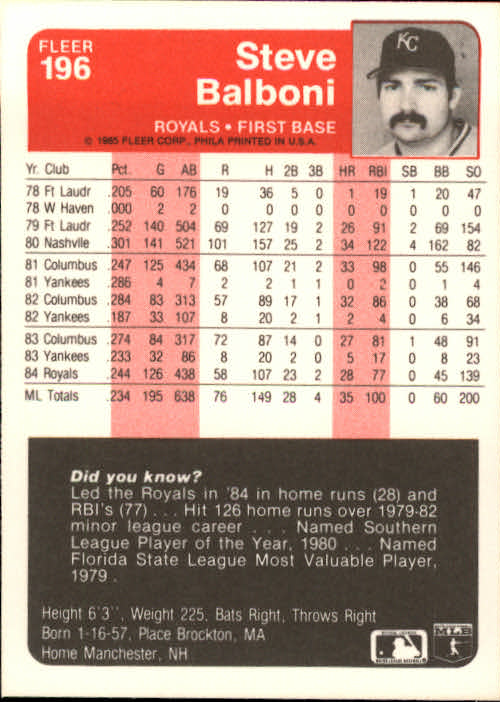 FLEER
196
Steve
Balboni
KC
ROYALS • FIRST BASE
© 1985 FLEER CORP., PHILA PRINTED IN U.S.A.
Yr. Club Pct. G AB R H 2B 3B HR RBI SB BB SO
78 Ft Laudr .205 60 176 19 36 5 0 1 19 1 20 47
78 W Haven .000 2 2 0 0 0 0 0 0 0 0 0
79 Ft Laudr .252 140 504 69 127 19 2 26 91 2 69 154
80 Nashvlle .301 141 521 101 157 25 2 34 122 4 162 82
81 Columbus .247 125 434 68 107 21 2 33 98 0 55 146
81 Yankees .286 4 7 2 2 1 1 0 2 0 1 4
82 Columbus .284 83 313 57 89 17 1 32 86 0 38 68
82 Yankees .187 33 107 8 20 2 1 2 4 0 6 34
83 Columbus .274 84 317 72 87 14 0 27 81 1 48 91
83 Yankees .233 32 86 8 20 2 0 5 17 0 8 23
84 Royals .244 126 438 58 107 23 2 28 77 0 45 139
ML Totals .234 195 638 76 149 28 4 35 100 0 60 200
Did you know?
Led the Royals in '84 in home runs (28) and
RBI's (77) . . . Hit 126 home runs over 1979-82
minor league career . . . Named Southern
League Player of the Year, 1980 . . . Named
Florida State League Most Valuable Player,
1979 .
Height 6'3'', Weight 225, Bats Right, Throws Right
Born 1-16-57, Place Brockton, MA
Home Manchester, NH
MLB